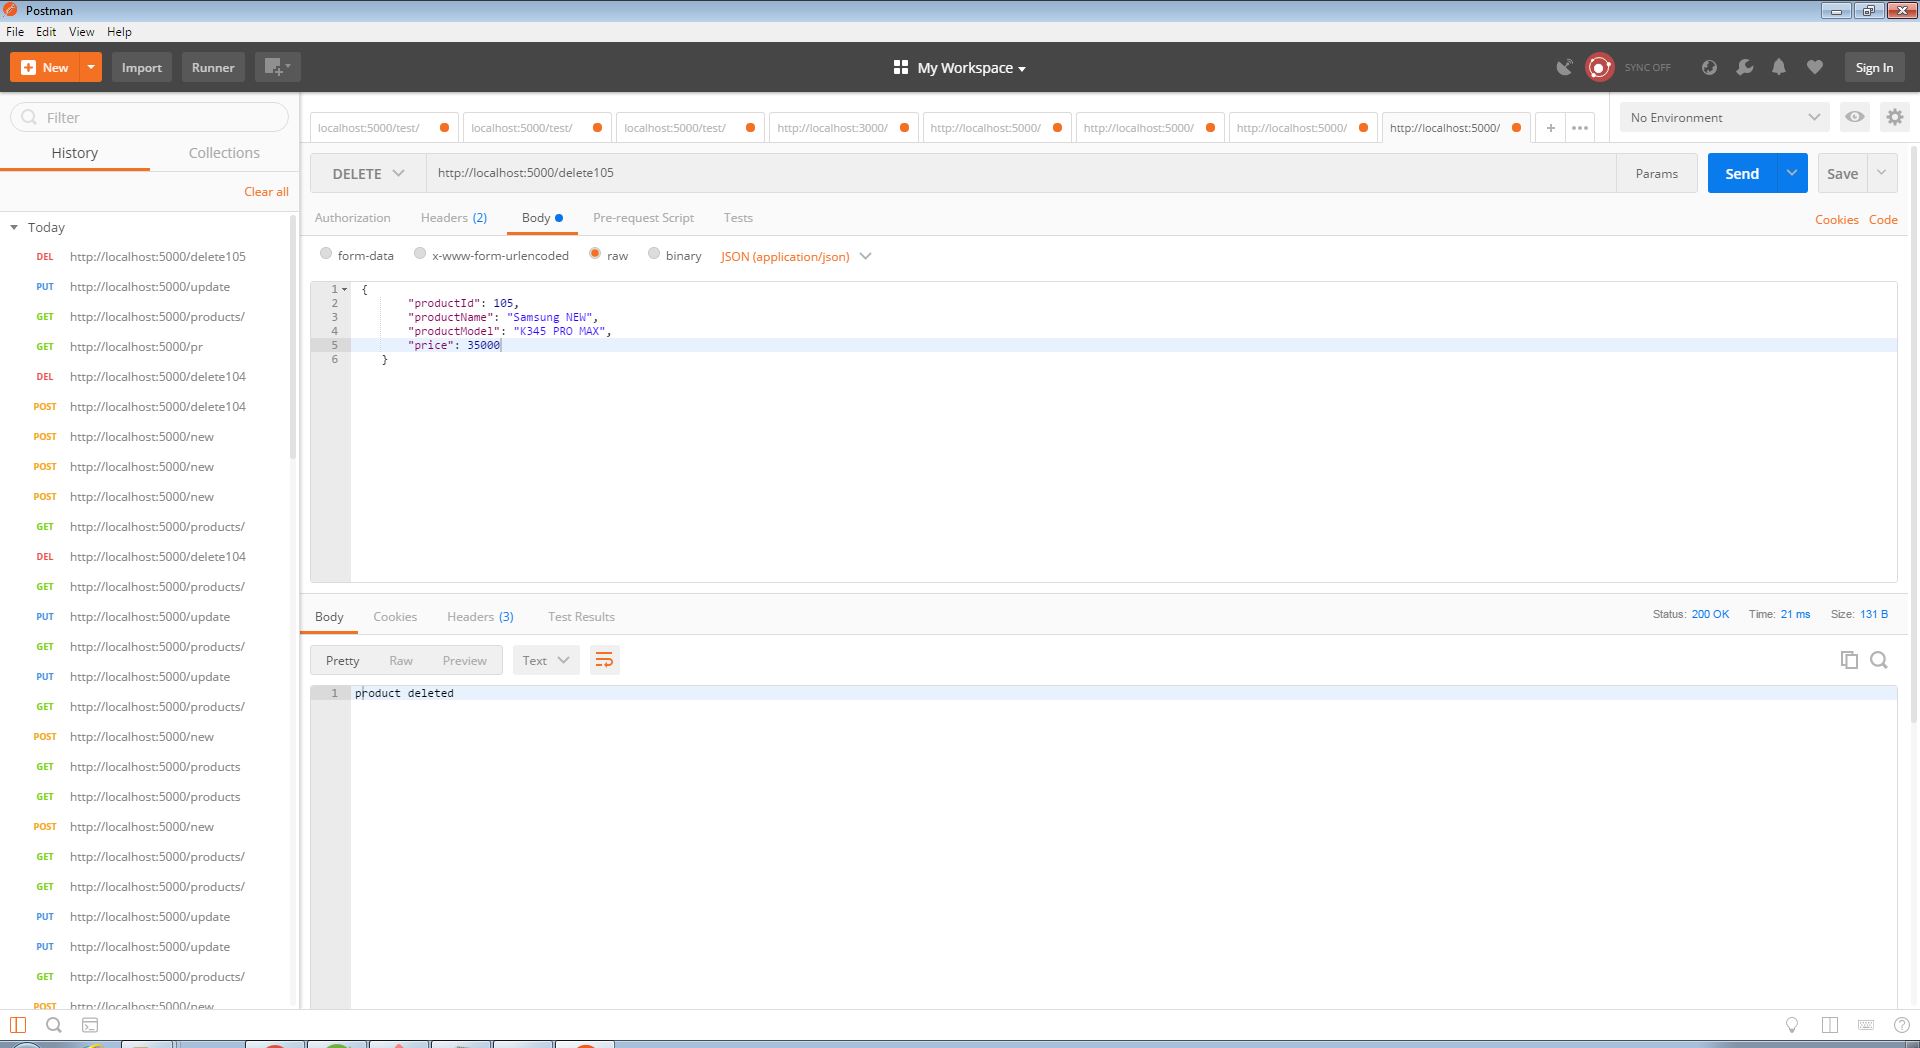 Postman
File Edit View Help
New Import Runner My Workspace SYNC OFF Sign In
Filter
History Collections
Clear all
Today
DEL http://localhost:5000/delete105
PUT http://localhost:5000/update
GET http://localhost:5000/products/
GET http://localhost:5000/pr
DEL http://localhost:5000/delete104
POST http://localhost:5000/delete104
POST http://localhost:5000/new
POST http://localhost:5000/new
POST http://localhost:5000/new
GET http://localhost:5000/products/
DEL http://localhost:5000/delete104
GET http://localhost:5000/products/
PUT http://localhost:5000/update
GET http://localhost:5000/products/
PUT http://localhost:5000/update
GET http://localhost:5000/products/
POST http://localhost:5000/new
GET http://localhost:5000/products
GET http://localhost:5000/products
POST http://localhost:5000/new
GET http://localhost:5000/products/
GET http://localhost:5000/products/
PUT http://localhost:5000/update
PUT http://localhost:5000/update
GET http://localhost:5000/products/
POST http://localhost:5000/new
localhost:5000/test/ localhost:5000/test/ localhost:5000/test/ http://localhost:3000/ http://localhost:5000/ http://localhost:5000/ http://localhost:5000/ http://localhost:5000/ + ••• No Environment
DELETE http://localhost:5000/delete105 Params Send Save
Authorization Headers (2) Body Pre-request Script Tests Cookies Code
form-data x-www-form-urlencoded raw binary JSON (application/json)
1 {
2 "productId": 105,
3 "productName": "Samsung NEW",
4 "productModel": "K345 PRO MAX",
5 "price": 35000
6 }
Body Cookies Headers (3) Test Results Status: 200 OK Time: 21 ms Size: 131 B
Pretty Raw Preview Text
1 product deleted